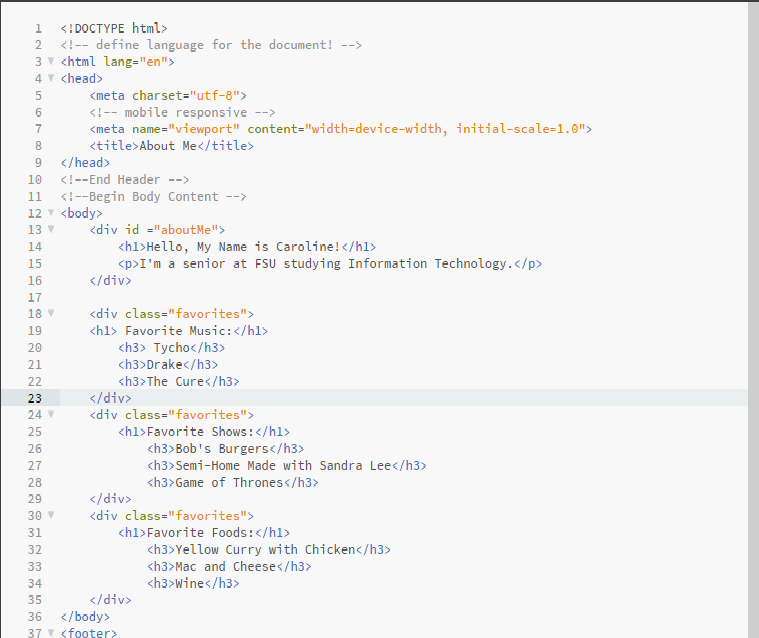 1 <!DOCTYPE html>
2 <!-- define language for the document! -->
3 <html lang="en">
4 <head>
5 <meta charset="utf-8">
6 <!-- mobile responsive -->
7 <meta name="viewport" content="width=device-width, initial-scale=1.0">
8 <title>About Me</title>
9 </head>
10 <!--End Header -->
11 <!--Begin Body Content -->
12 <body>
13 <div id ="aboutMe">
14 <h1>Hello, My Name is Caroline!</h1>
15 <p>I'm a senior at FSU studying Information Technology.</p>
16 </div>
17
18 <div class="favorites">
19 <h1> Favorite Music:</h1>
20 <h3> Tycho</h3>
21 <h3>Drake</h3>
22 <h3>The Cure</h3>
23 </div>
24 <div class="favorites">
25 <h1>Favorite Shows:</h1>
26 <h3>Bob's Burgers</h3>
27 <h3>Semi-Home Made with Sandra Lee</h3>
28 <h3>Game of Thrones</h3>
29 </div>
30 <div class="favorites">
31 <h1>Favorite Foods:</h1>
32 <h3>Yellow Curry with Chicken</h3>
33 <h3>Mac and Cheese</h3>
34 <h3>Wine</h3>
35 </div>
36 </body>
37 <footer>